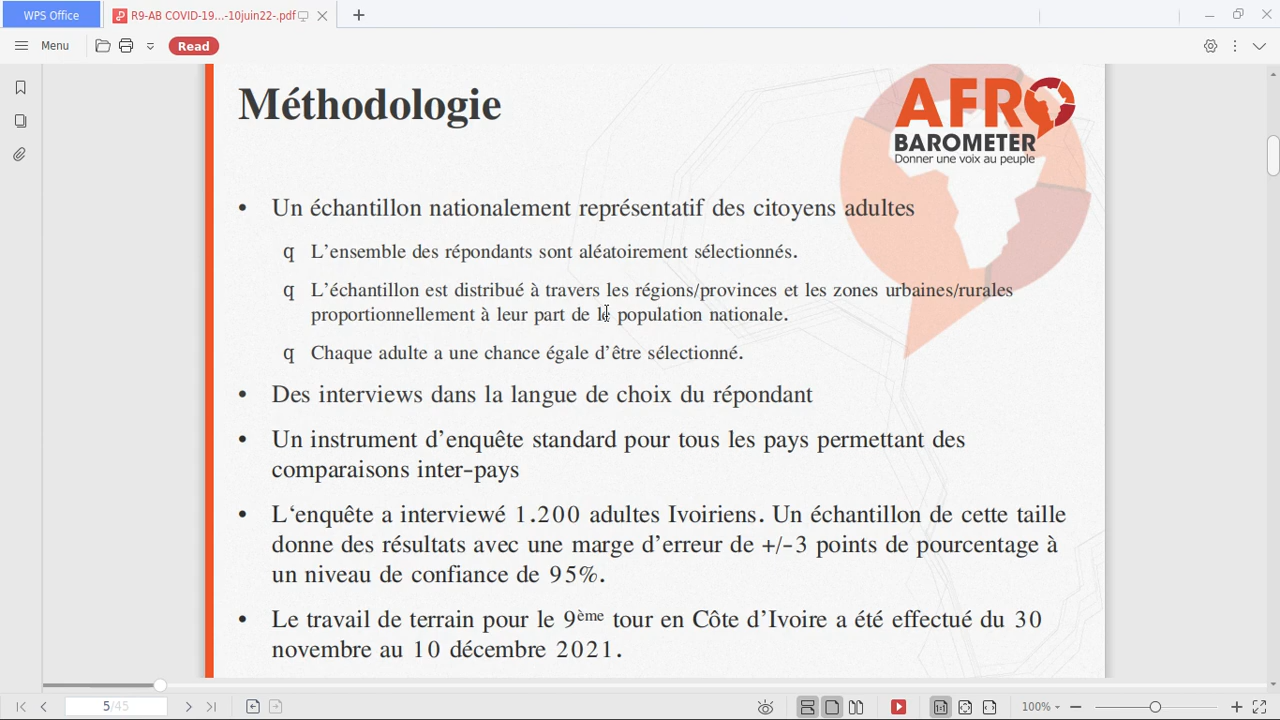 WPS Office
R9-AB COVID-19...-10juin22-.pdf
Menu
Read
Méthodologie
AFRO
BAROMETER
Donner une voix au peuple
• Un échantillon nationalement représentatif des citoyens adultes
q L'ensemble des répondants sont aléatoirement sélectionnés.
q L'échantillon est distribué à travers les régions/provinces et les zones urbaines/rurales
proportionnellement à leur part de la population nationale.
q Chaque adulte a une chance égale d'être sélectionné.
• Des interviews dans la langue de choix du répondant
• Un instrument d'enquête standard pour tous les pays permettant des
comparaisons inter-pays
• L'enquête a interviewé 1.200 adultes Ivoiriens. Un échantillon de cette taille
donne des résultats avec une marge d'erreur de +/-3 points de pourcentage à
un niveau de confiance de 95%.
• Le travail de terrain pour le 9ème tour en Côte d'Ivoire a été effectué du 30
novembre au 10 décembre 2021.
5/45
1:1
100%